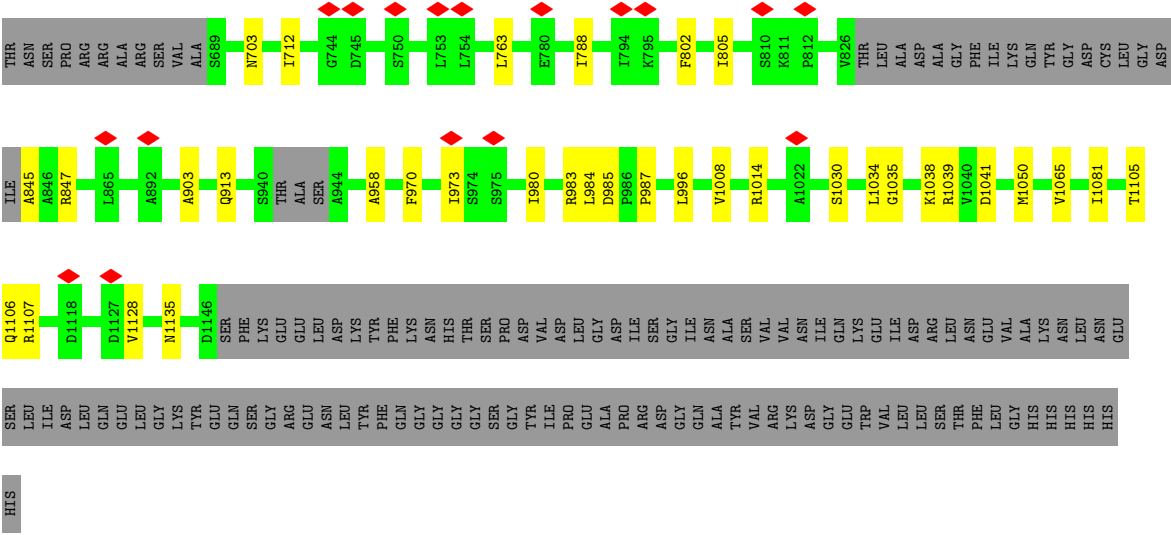 THR ASN SER PRO ARG ARG ALA ARG SER VAL ALA S689 N703 I712 G744 D745 S750 L753 L754 L763 E780 I788 I794 K795 F802 I805 S810 K811 P812 V826 THR LEU ALA ASP ALA GLY PHE ILE LYS GLN TYR GLY ASP CYS LEU GLY ASP
ILE A845 A846 R847 L865 A892 A903 Q913 S940 THR ALA SER A944 A958 F970 I973 S974 S975 I980 R983 L984 D985 P986 P987 L996 V1008 R1014 A1022 S1030 L1034 G1035 K1038 R1039 V1040 D1041 M1050 V1065 I1081 T1105
Q1106 R1107 D1118 D1127 V1128 N1135 D1146 SER PHE LYS GLU GLU LEU ASP LYS TYR PHE LYS ASN HIS THR SER PRO ASP VAL ASP LEU GLY ASP ILE SER GLY ILE ASN ALA SER VAL VAL ASN ILE GLN LYS GLU ILE ASP ARG LEU ASN GLU VAL ALA LYS ASN LEU ASN GLU
SER LEU ILE ASP LEU GLN GLU LEU GLY LYS TYR GLU GLN SER GLY ARG GLU ASN LEU TYR PHE GLN GLY GLY GLY GLY SER GLY TYR ILE PRO GLU ALA PRO ARG ASP GLY GLN ALA TYR VAL ARG LYS ASP GLY GLU TRP VAL LEU LEU SER THR PHE LEU GLY HIS HIS HIS HIS HIS
HIS